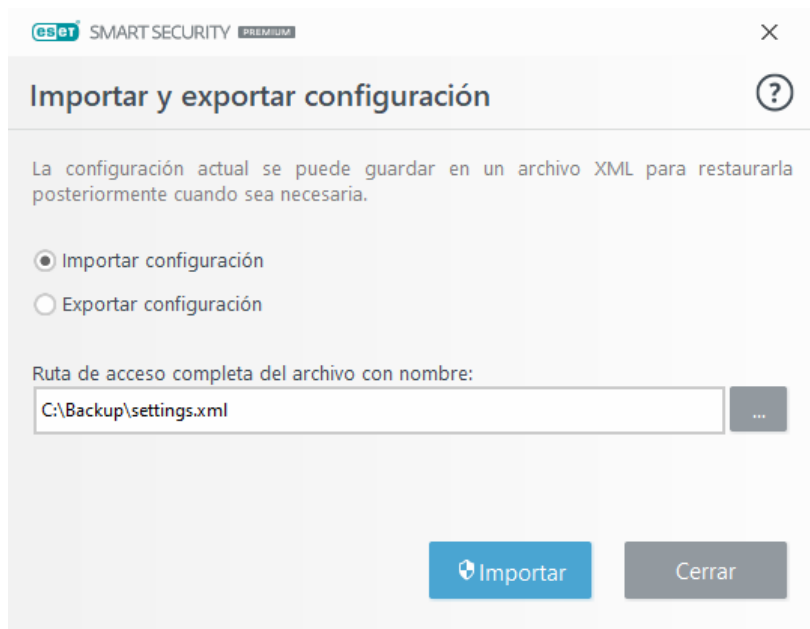 eset SMART SECURITY PREMIUM
Importar y exportar configuración
?
La configuración actual se puede guardar en un archivo XML para restaurarla
posteriormente cuando sea necesaria.
Importar configuración
Exportar configuración
Ruta de acceso completa del archivo con nombre:
C:\Backup\settings.xml
...
Importar
Cerrar